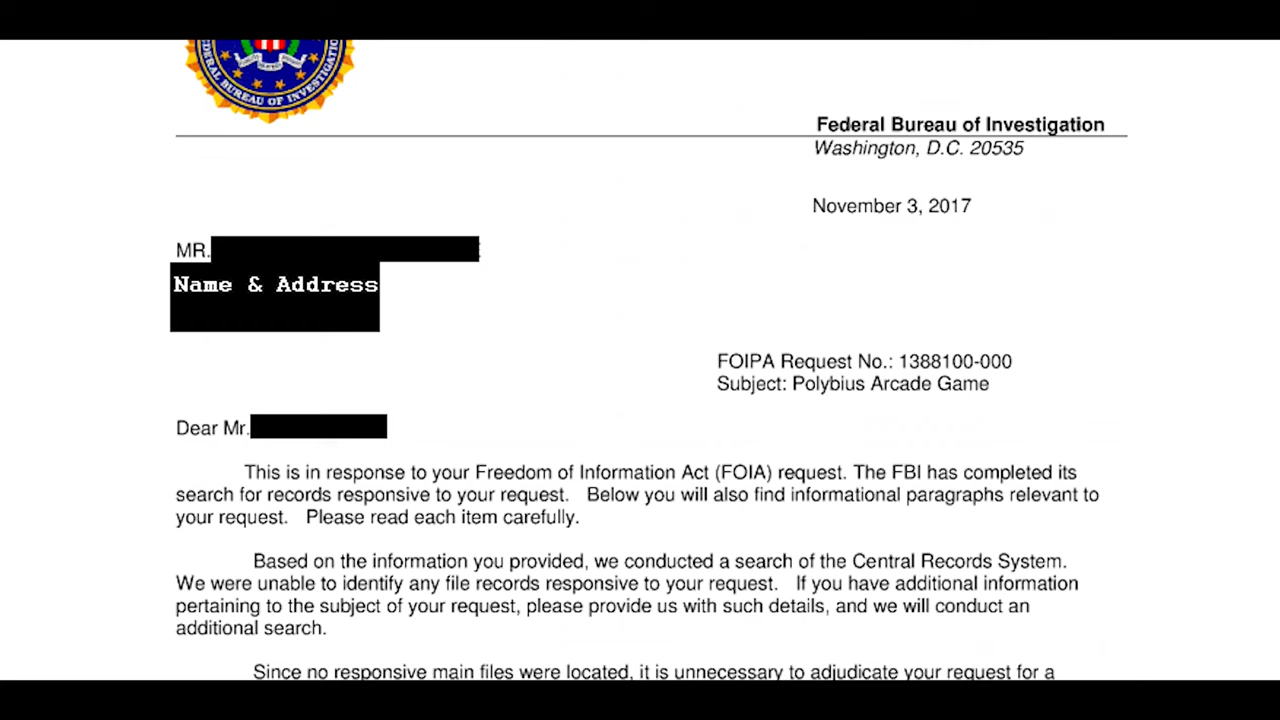 FEDERAL BUREAU OF INVESTIGATION
Federal Bureau of Investigation
Washington, D.C. 20535
November 3, 2017
MR.
Name & Address
FOIPA Request No.: 1388100-000
Subject: Polybius Arcade Game
Dear Mr.
This is in response to your Freedom of Information Act (FOIA) request. The FBI has completed its
search for records responsive to your request. Below you will also find informational paragraphs relevant to
your request. Please read each item carefully.
Based on the information you provided, we conducted a search of the Central Records System.
We were unable to identify any file records responsive to your request. If you have additional information
pertaining to the subject of your request, please provide us with such details, and we will conduct an
additional search.
Since no responsive main files were located, it is unnecessary to adjudicate your request for a